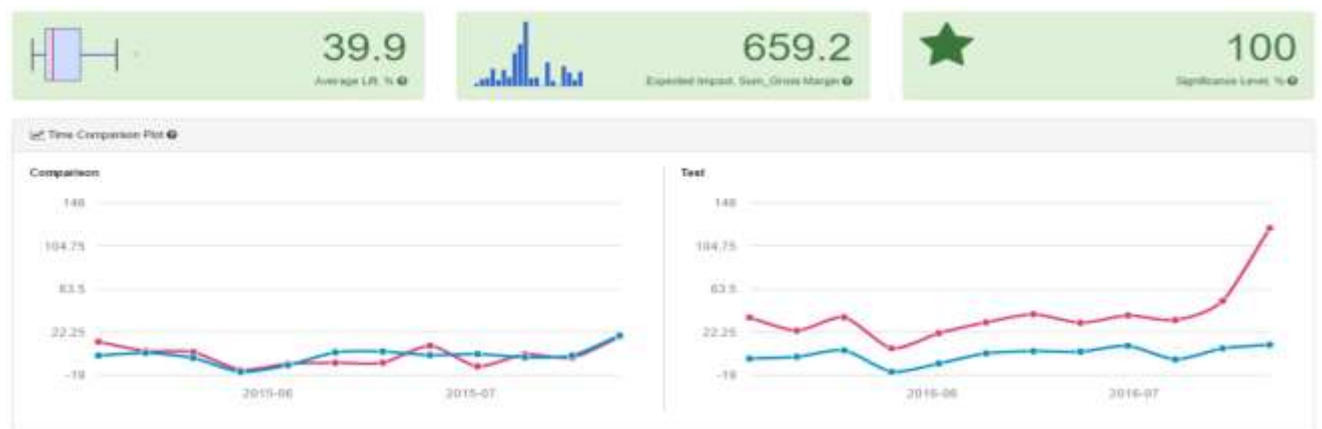 39.9
Average Lift, %
659.2
Expected Impact, Sum_Gross Margin
100
Significance Level, %
Time Comparison Plot
Comparison
148
104.75
63.5
22.25
-19
2015-06
2015-07
Test
148
104.75
63.5
22.25
-19
2016-06
2016-07